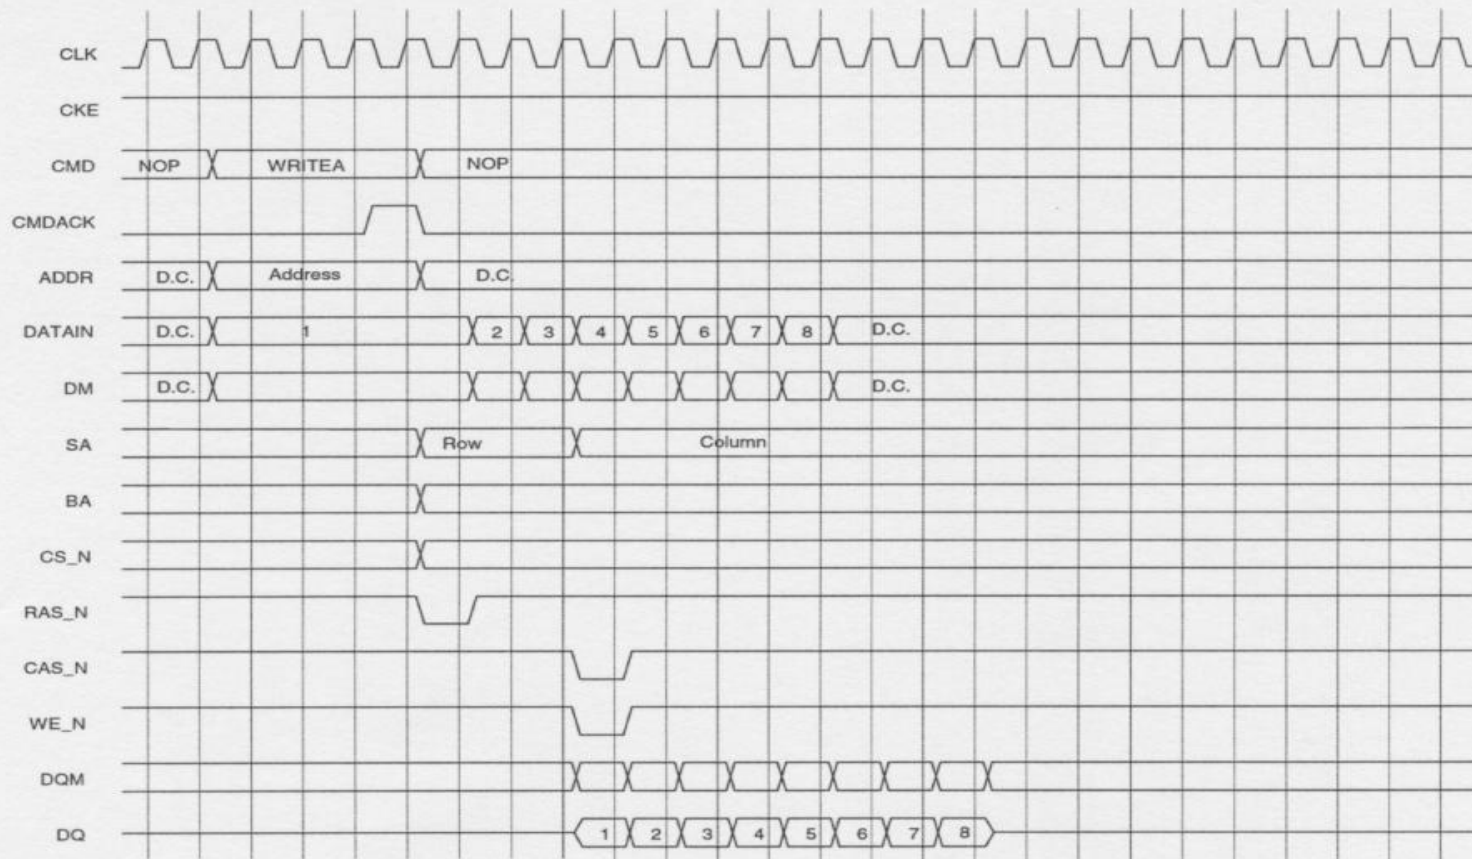 CLK
CKE
CMD NOP WRITEA NOP
CMDACK
ADDR D.C. Address D.C.
DATAIN D.C. 1 2 3 4 5 6 7 8 D.C.
DM D.C. D.C.
SA Row Column
BA
CS_N
RAS_N
CAS_N
WE_N
DQM
DQ 1 2 3 4 5 6 7 8